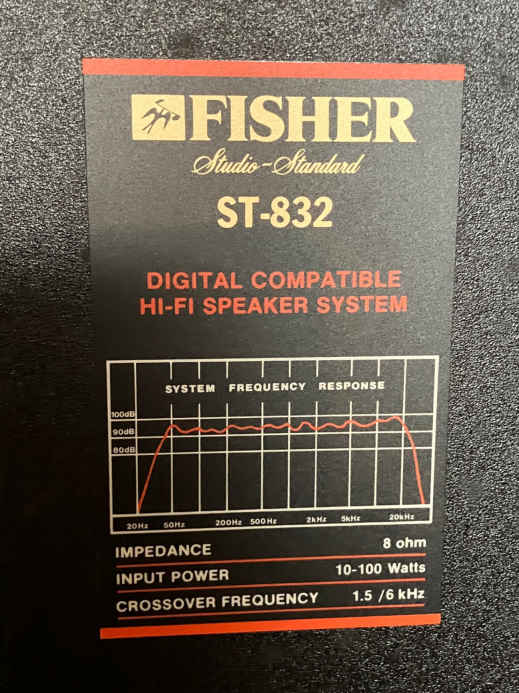 FISHER
Studio-Standard
ST-832
DIGITAL COMPATIBLE
HI-FI SPEAKER SYSTEM
SYSTEM FREQUENCY RESPONSE
100dB
90dB
80dB
20Hz 50Hz 200Hz 500Hz 2kHz 5kHz 20kHz
IMPEDANCE 8 ohm
INPUT POWER 10-100 Watts
CROSSOVER FREQUENCY 1.5 /6 kHz